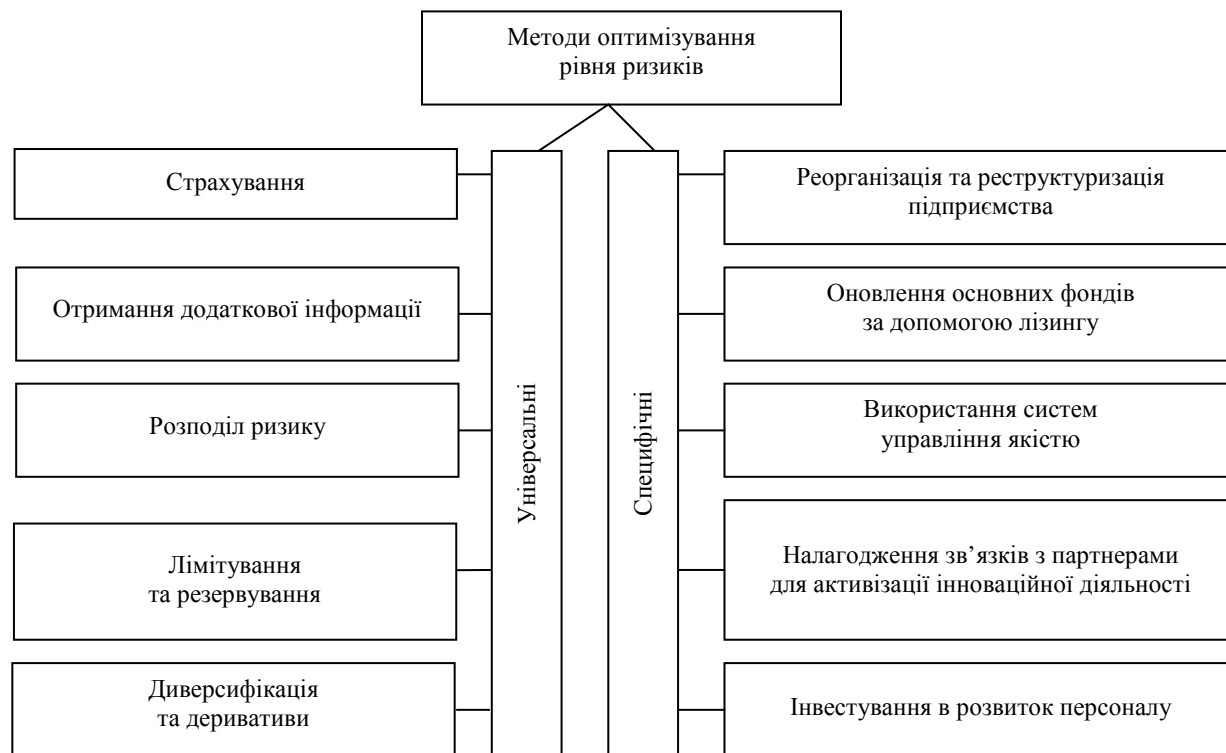 Методи оптимізування
рівня ризиків
Універсальні
Страхування
Отримання додаткової інформації
Розподіл ризику
Лімітування
та резервування
Диверсифікація
та деривативи
Специфічні
Реорганізація та реструктуризація
підприємства
Оновлення основних фондів
за допомогою лізингу
Використання систем
управління якістю
Налагодження зв’язків з партнерами
для активізації інноваційної діяльності
Інвестування в розвиток персоналу